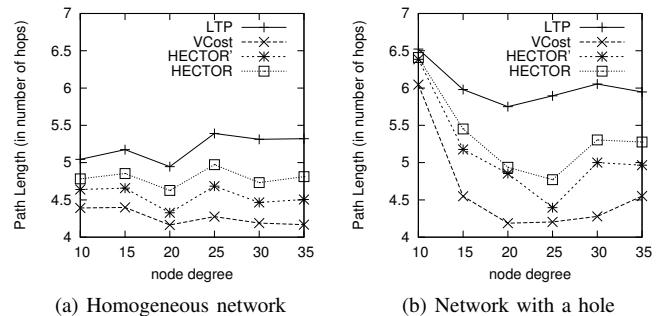 7
6.5
6
5.5
5
4.5
4
10 15 20 25 30 35
Path Length (in number of hops)
node degree
LTP
VCost
HECTOR'
HECTOR
(a) Homogeneous network
7
6.5
6
5.5
5
4.5
4
10 15 20 25 30 35
Path Length (in number of hops)
node degree
LTP
VCost
HECTOR'
HECTOR
(b) Network with a hole